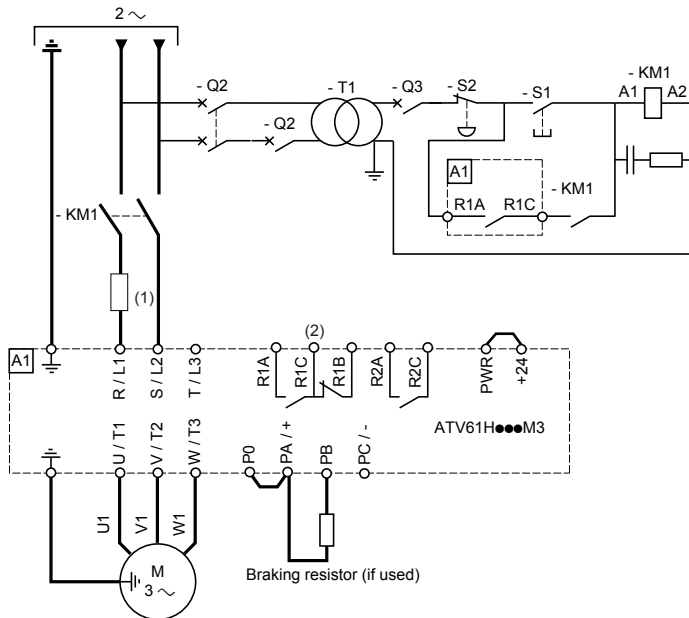 2 ~
- Q2
- T1
- Q3
- S2
- S1
- KM1
A1
A2
- Q2
A1
R1A
R1C
- KM1
- KM1
(1)
(2)
A1
R / L1
S / L2
T / L3
R1A
R1C
R1B
R2A
R2C
PWR
+24
ATV61H●●●M3
U / T1
V / T2
W / T3
P0
PA / +
PB
PC / -
U1
V1
W1
M
3 ~
Braking resistor (if used)